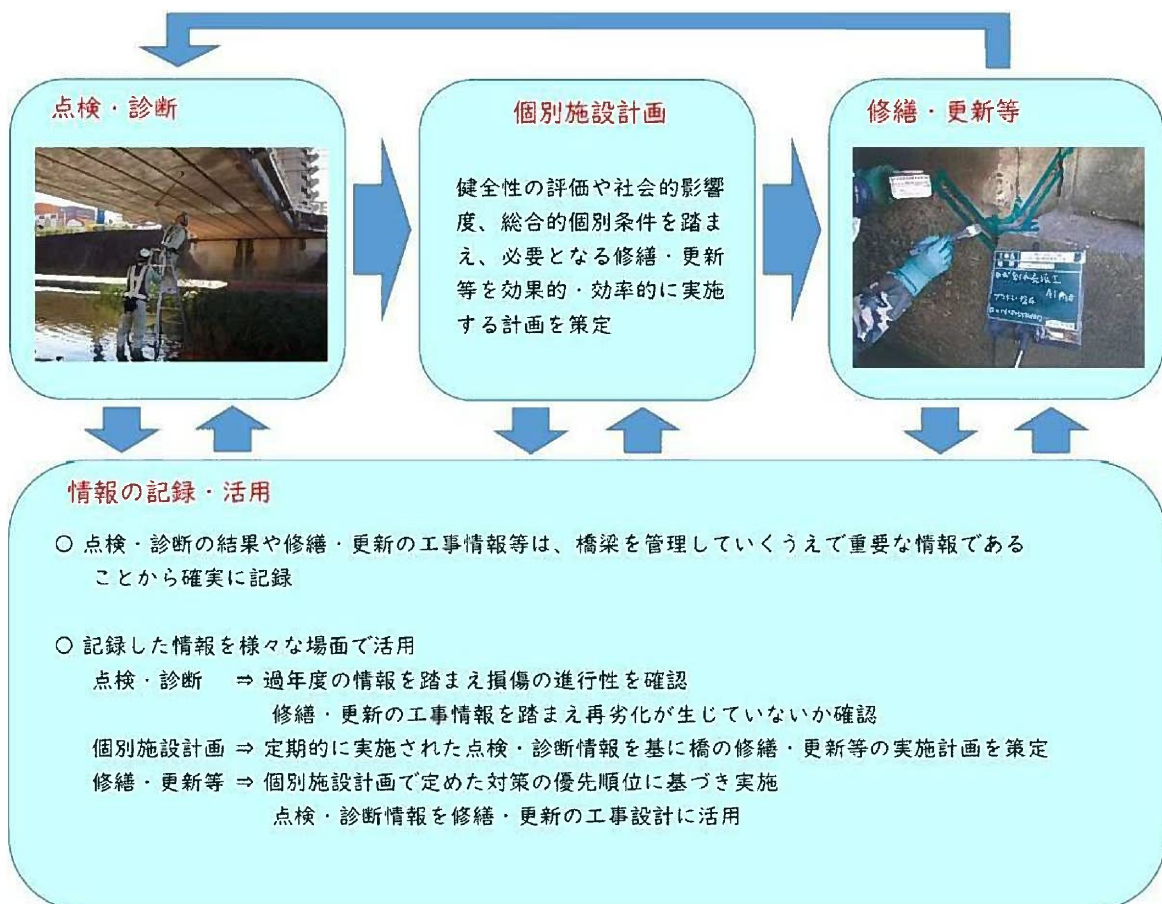 点検・診断
個別施設計画
健全性の評価や社会的影響
度、総合的個別条件を踏ま
え、必要となる修繕・更新
等を効果的・効率的に実施
する計画を策定
修繕・更新等
情報の記録・活用
○ 点検・診断の結果や修繕・更新の工事情報等は、橋梁を管理していくうえで重要な情報である
ことから確実に記録
○ 記録した情報を様々な場面で活用
点検・診断 ⇒ 過年度の情報を踏まえ損傷の進行性を確認
修繕・更新の工事情報を踏まえ再劣化が生じていないか確認
個別施設計画 ⇒ 定期的に実施された点検・診断情報を基に橋の修繕・更新等の実施計画を策定
修繕・更新等 ⇒ 個別施設計画で定めた対策の優先順位に基づき実施
点検・診断情報を修繕・更新の工事設計に活用